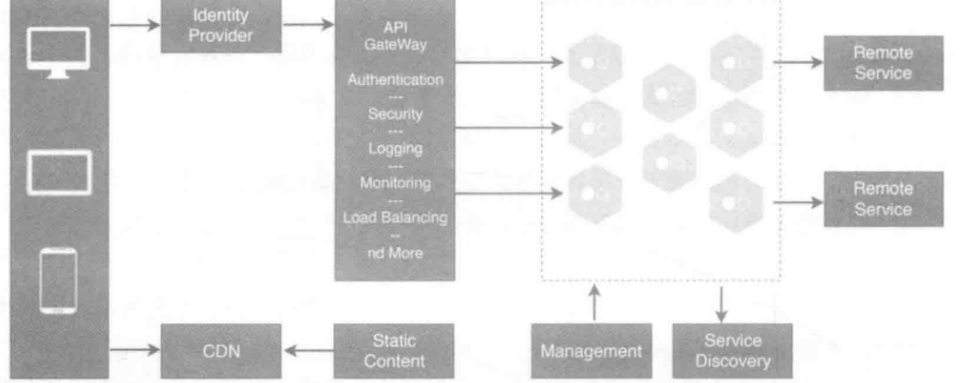 Identity
Provider
API
GateWay
Authentication
---
Security
---
Logging
---
Monitoring
---
Load Balancing
--
nd More
Remote
Service
Remote
Service
CDN
Static
Content
Management
Service
Discovery